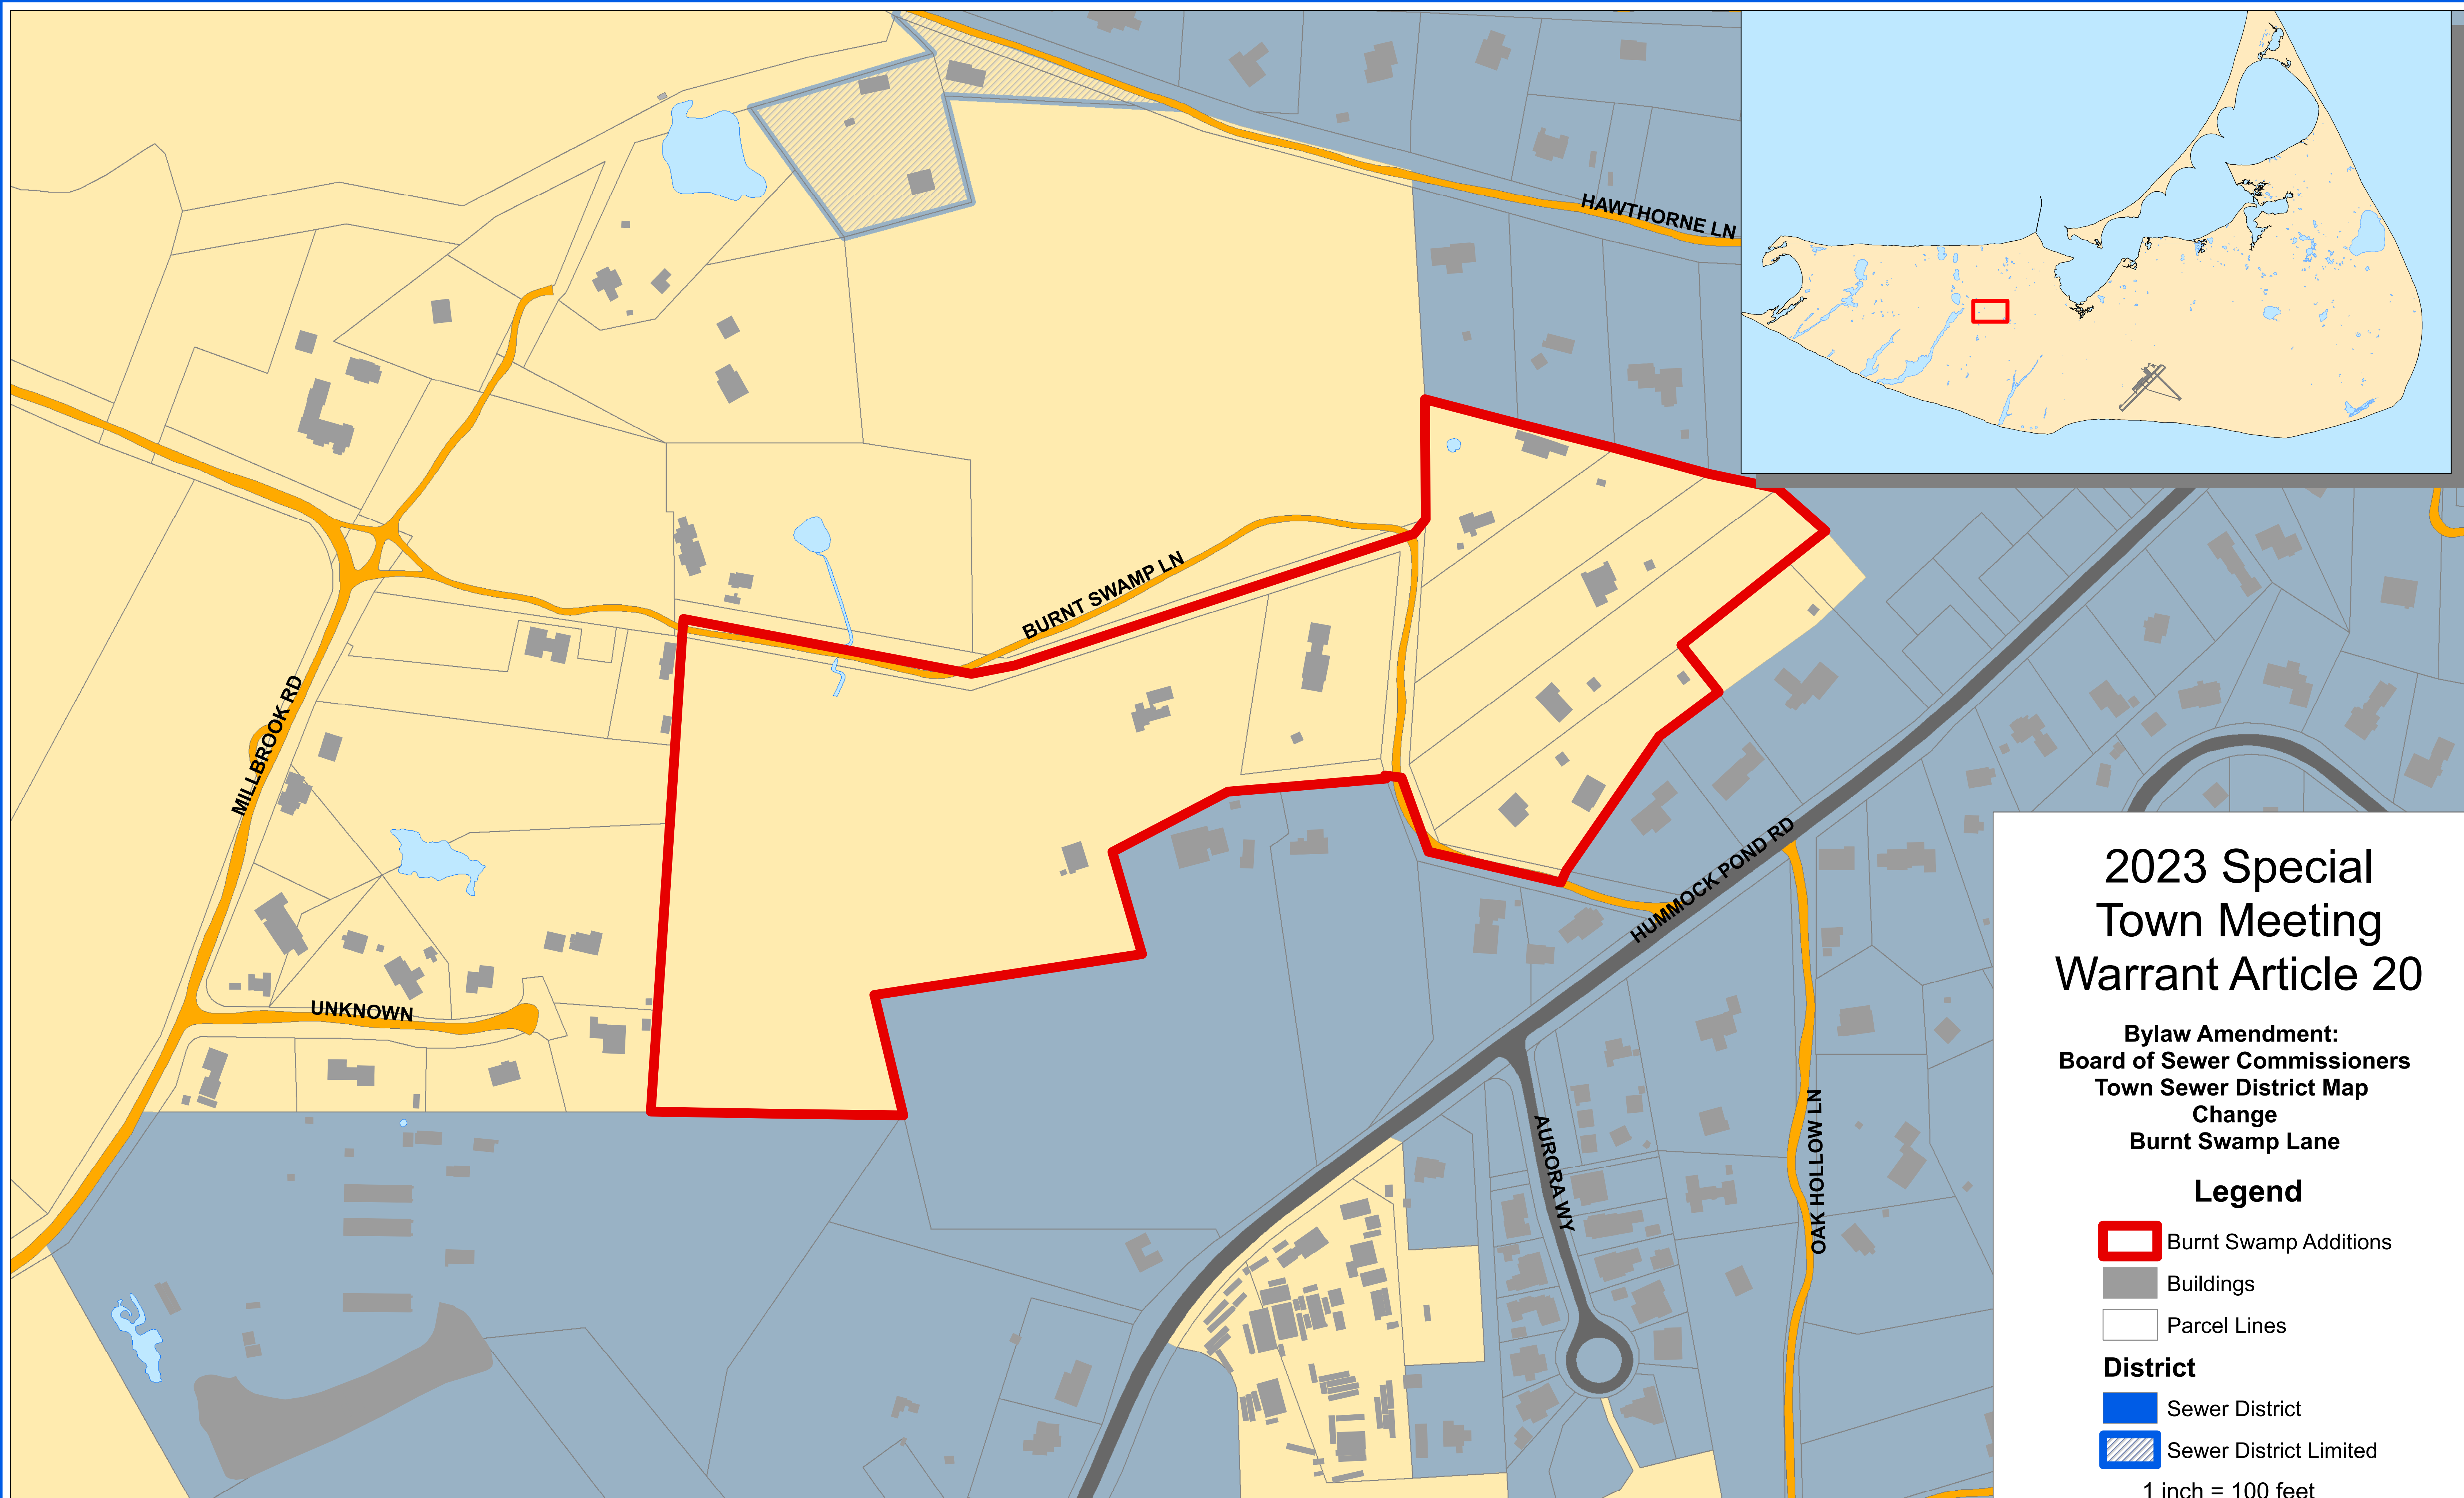 HAWTHORNE LN
BURNT SWAMP LN
MILLBROOK RD
HUMMOCK POND RD
UNKNOWN
AURORA WY
OAK HOLLOW LN
2023 Special
Town Meeting
Warrant Article 20
Bylaw Amendment:
Board of Sewer Commissioners
Town Sewer District Map
Change
Burnt Swamp Lane
Legend
Burnt Swamp Additions
Buildings
Parcel Lines
District
Sewer District
Sewer District Limited
1 inch = 100 feet